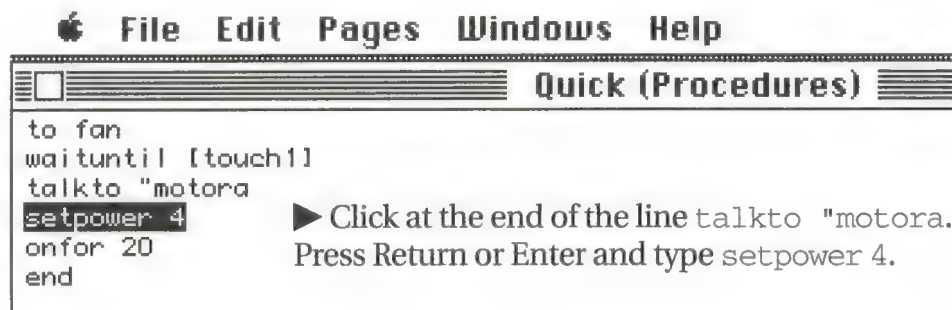 File Edit Pages Windows Help
Quick (Procedures)
to fan
waituntil [touch1]
talkto "motora
setpower 4
onfor 20
end
▶ Click at the end of the line talkto "motora.
Press Return or Enter and type setpower 4.